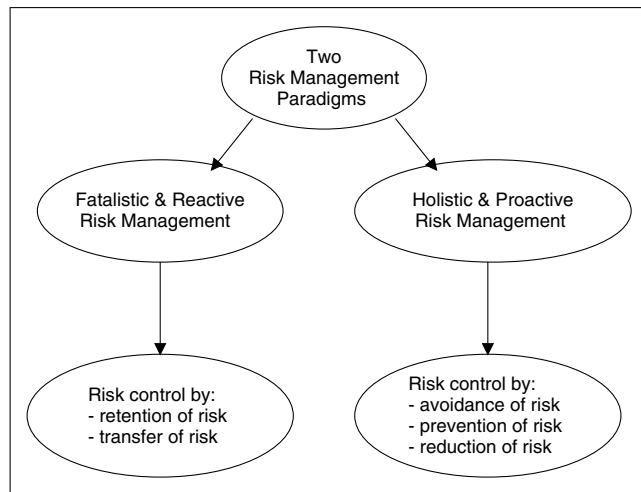 Two
Risk Management
Paradigms
Fatalistic & Reactive
Risk Management
Holistic & Proactive
Risk Management
Risk control by:
- retention of risk
- transfer of risk
Risk control by:
- avoidance of risk
- prevention of risk
- reduction of risk